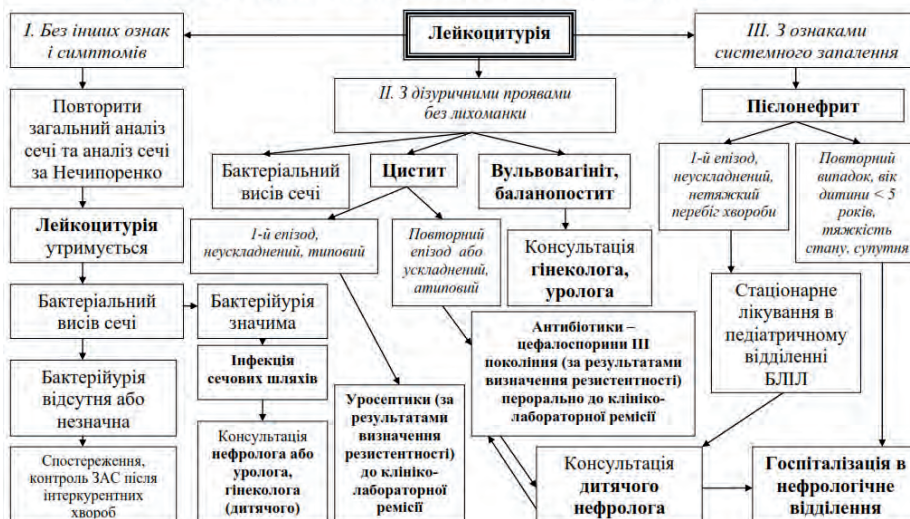 I. Без інших ознак
і симптомів
Лейкоцитурія
III. З ознаками
системного запалення
II. З дізуричними проявами
без лихоманки
Повторити
загальний аналіз
сечі та аналіз сечі
за Нечипоренко
Лейкоцитурія
утримується
Бактеріальний
висів сечі
Бактерійурія
відсутня або
незначна
Спостереження,
контроль ЗАС після
інтеркурентних
хвороб
Бактерійурія
значима
Інфекція
сечових шляхів
Консультація
нефролога або
уролога,
гінеколога
(дитячого)
Бактеріальний
висів сечі
Цистит
Вульвовагініт,
баланопостит
1-й епізод,
неускладнений, типовий
Повторний
епізод або
ускладнений,
атиповий
Консультація
гінеколога,
уролога
Уросептики (за
результатами
визначення
резистентності)
до клініко-
лабораторної
ремісії
Антибіотики –
цефалоспорини III
покоління (за результатами
визначення резистентності)
перорально до клініко-
лабораторної ремісії
Пієлонефрит
1-й епізод,
неускладнений,
нетяжкий
перебіг хвороби
Повторний
випадок, вік
дитини < 5
років,
тяжкість
стану, супутня
Стаціонарне
лікування в
педіатричному
відділенні
БЛІЛ
Консультація
дитячого
нефролога
Госпіталізація в
нефрологічне
відділення